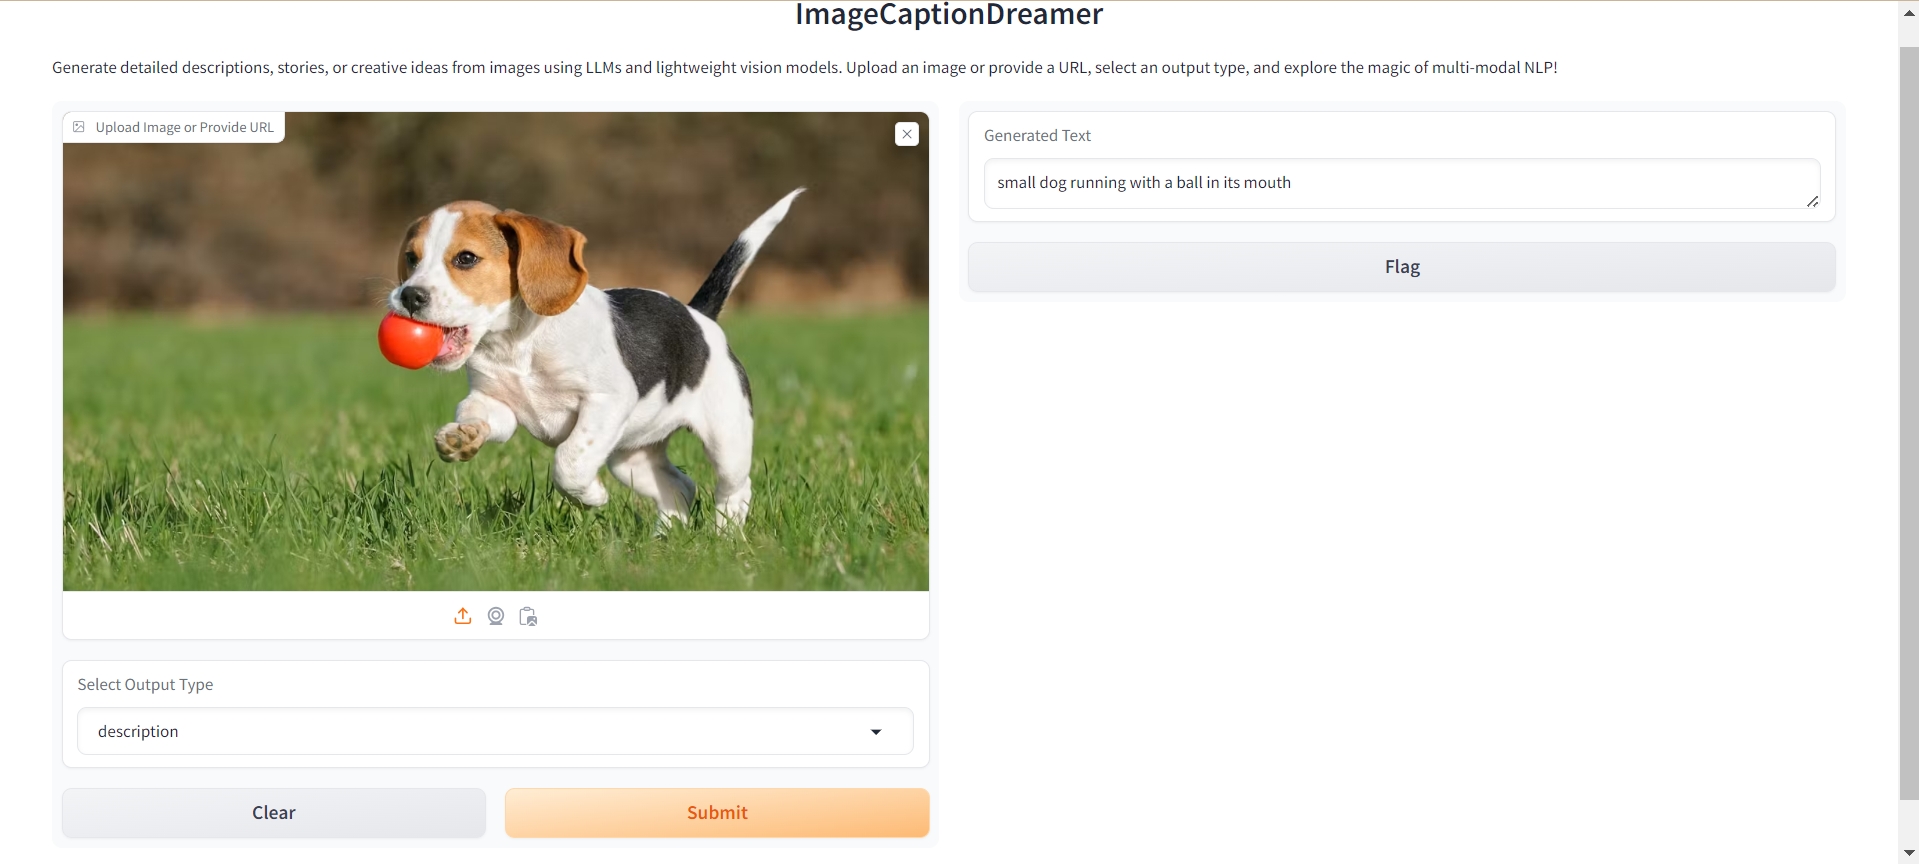 ImageCaptionDreamer
Generate detailed descriptions, stories, or creative ideas from images using LLMs and lightweight vision models. Upload an image or provide a URL, select an output type, and explore the magic of multi-modal NLP!
Upload Image or Provide URL
Select Output Type
description
Clear
Submit
Generated Text
small dog running with a ball in its mouth
Flag